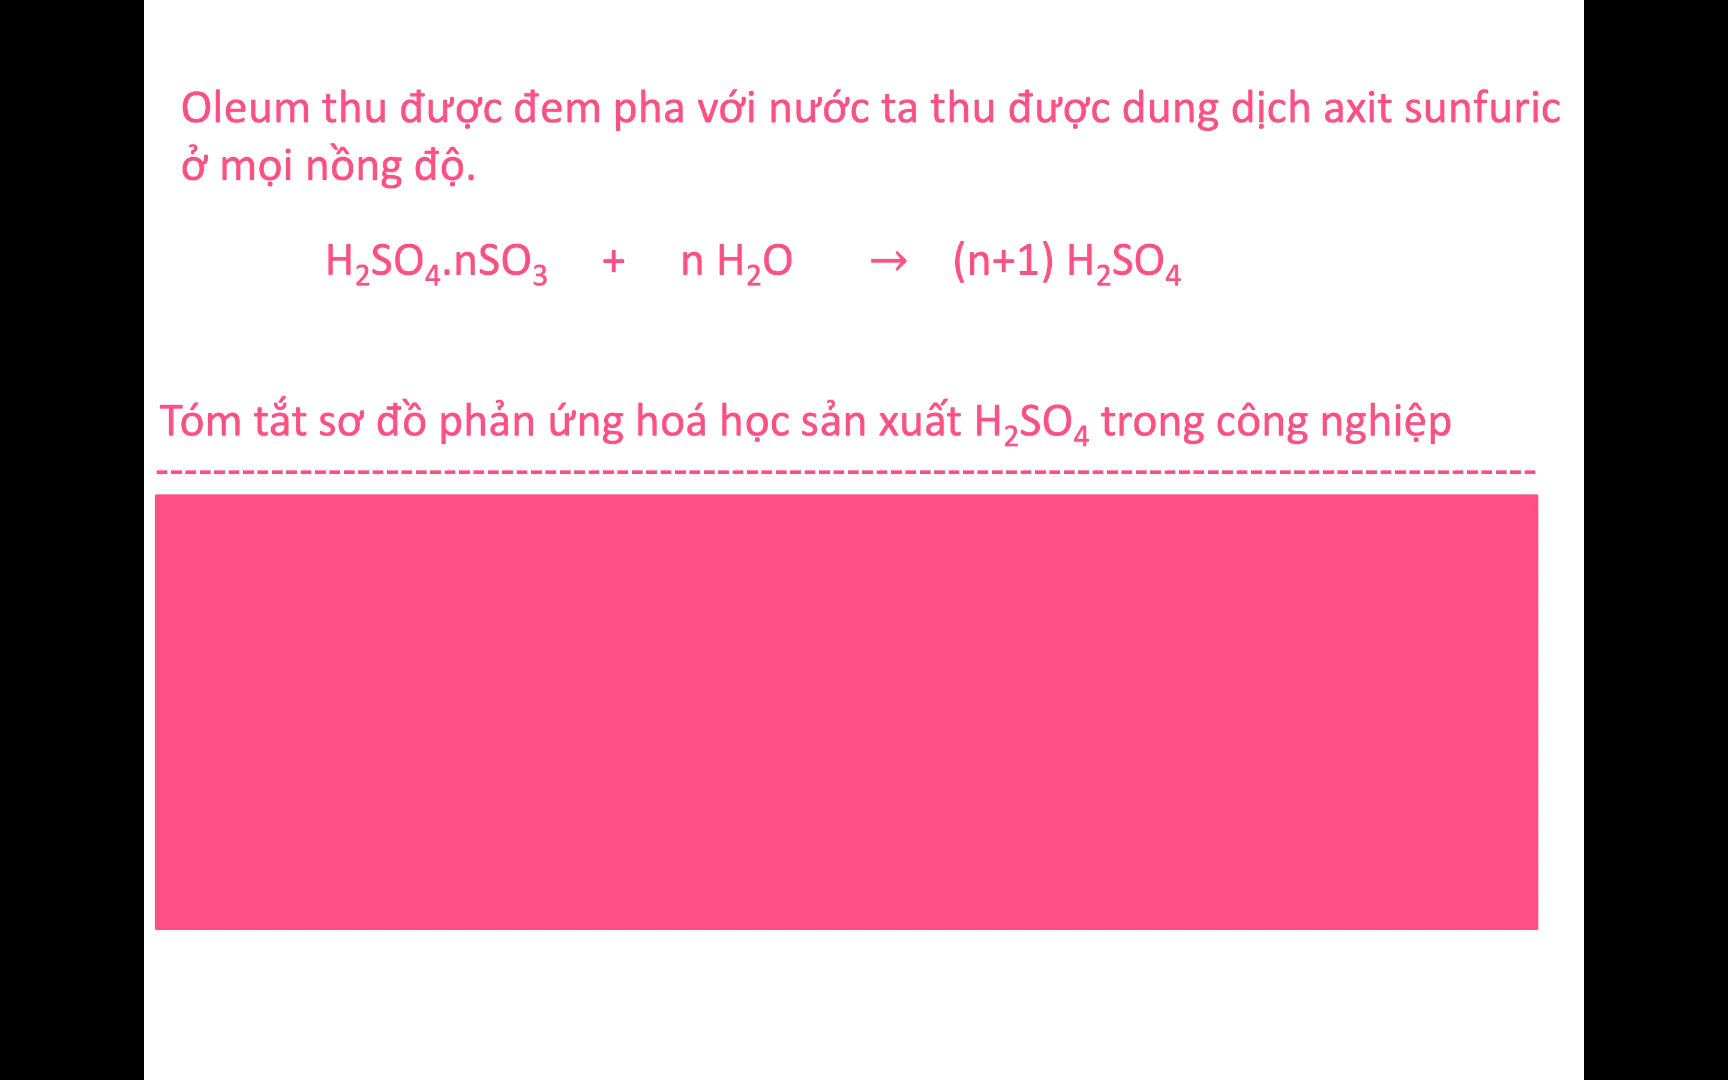 Oleum thu được đem pha với nước ta thu được dung dịch axit sunfuric
ở mọi nồng độ.
H₂SO₄.nSO₃ + n H₂O → (n+1) H₂SO₄
Tóm tắt sơ đồ phản ứng hoá học sản xuất H₂SO₄ trong công nghiệp